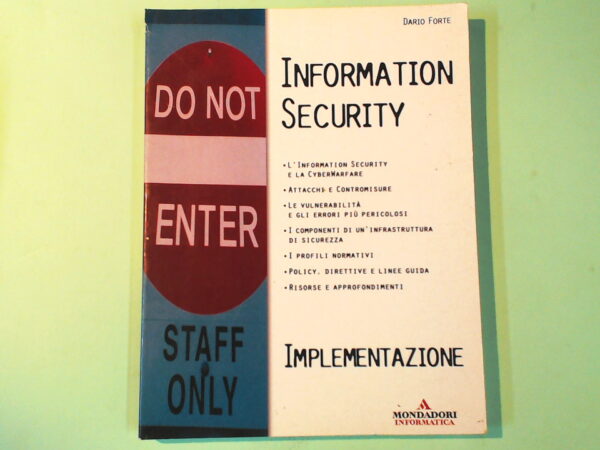 DARIO FORTE
DO NOT
ENTER
STAFF
ONLY
INFORMATION
SECURITY
• L'INFORMATION SECURITY
E LA CYBERWARFARE
• ATTACCHI E CONTROMISURE
• LE VULNERABILITÀ
E GLI ERRORI PIÙ PERICOLOSI
• I COMPONENTI DI UN'INFRASTRUTTURA
DI SICUREZZA
• I PROFILI NORMATIVI
• POLICY, DIRETTIVE E LINEE GUIDA
• RISORSE E APPROFONDIMENTI
IMPLEMENTAZIONE
MONDADORI
INFORMATICA